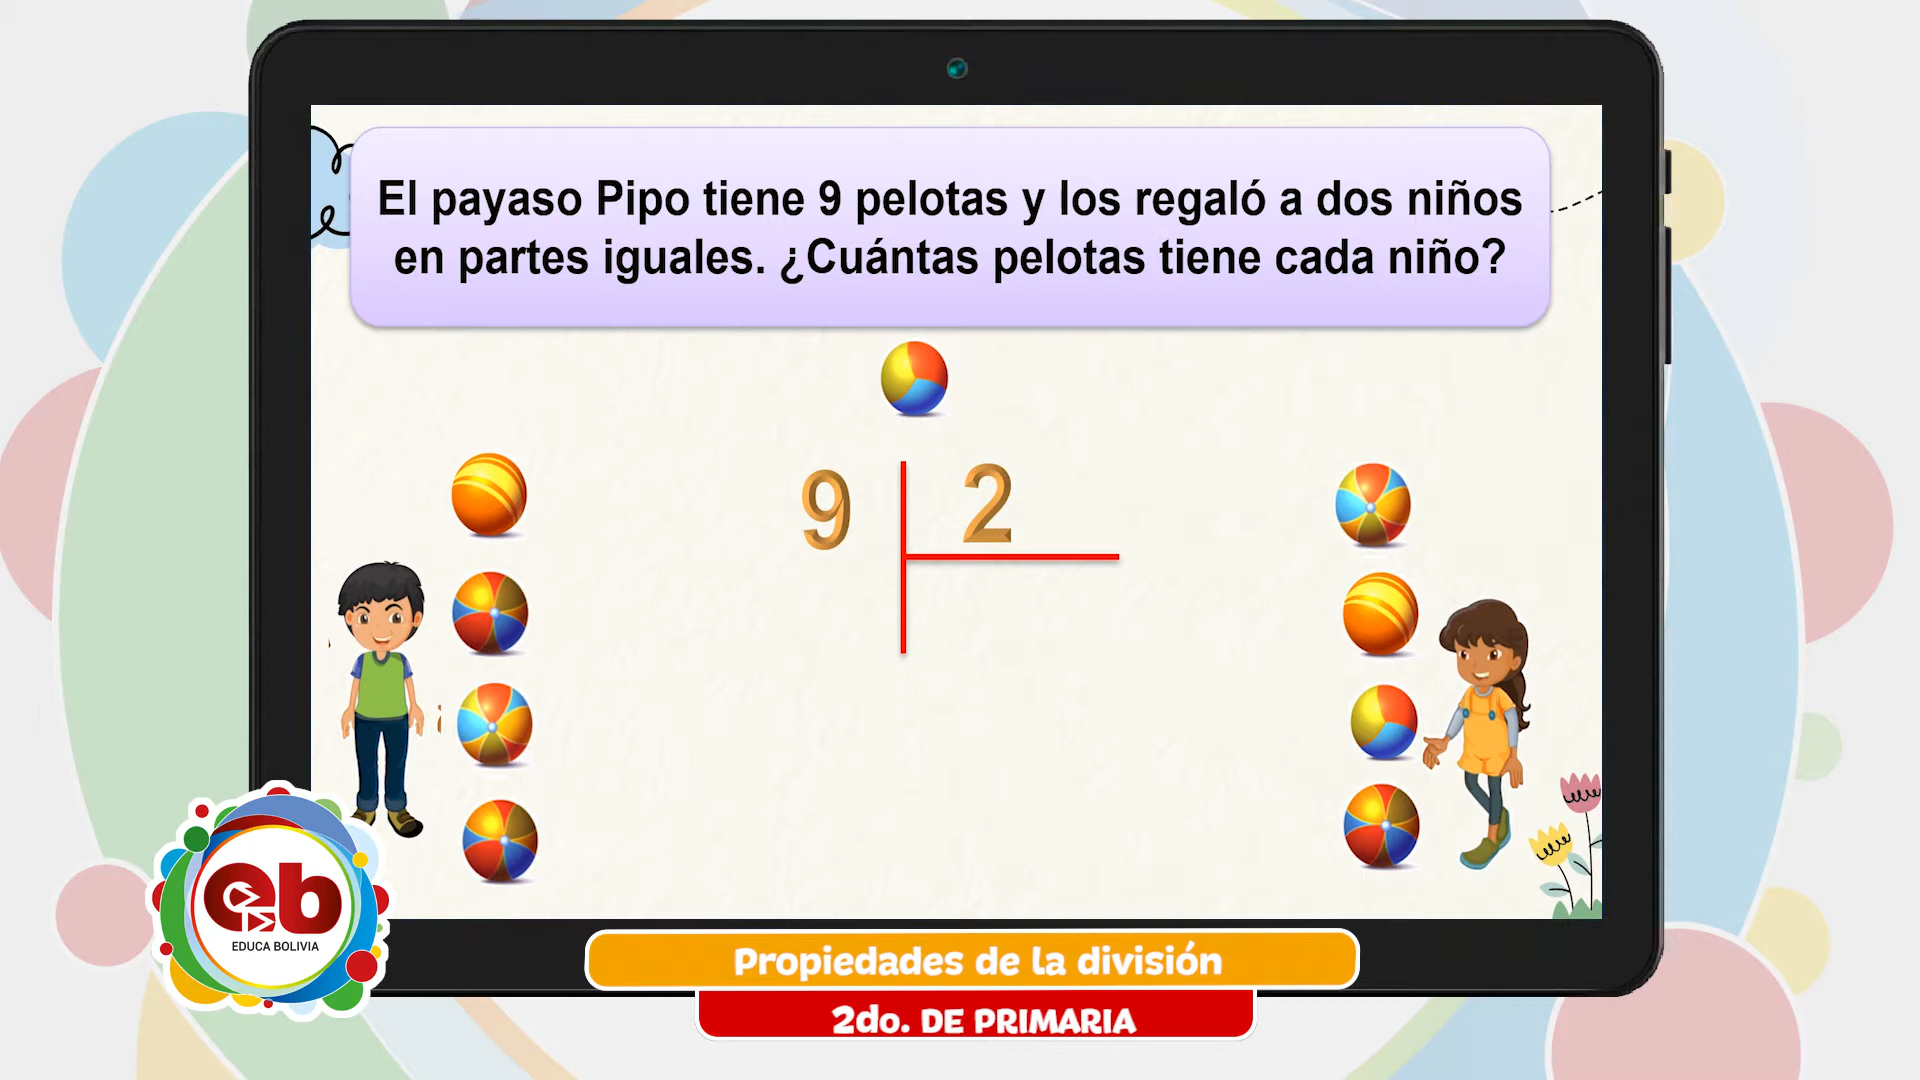 El payaso Pipo tiene 9 pelotas y los regaló a dos niños
en partes iguales. ¿Cuántas pelotas tiene cada niño?
9 2
eb
EDUCA BOLIVIA
Propiedades de la división
2do. DE PRIMARIA